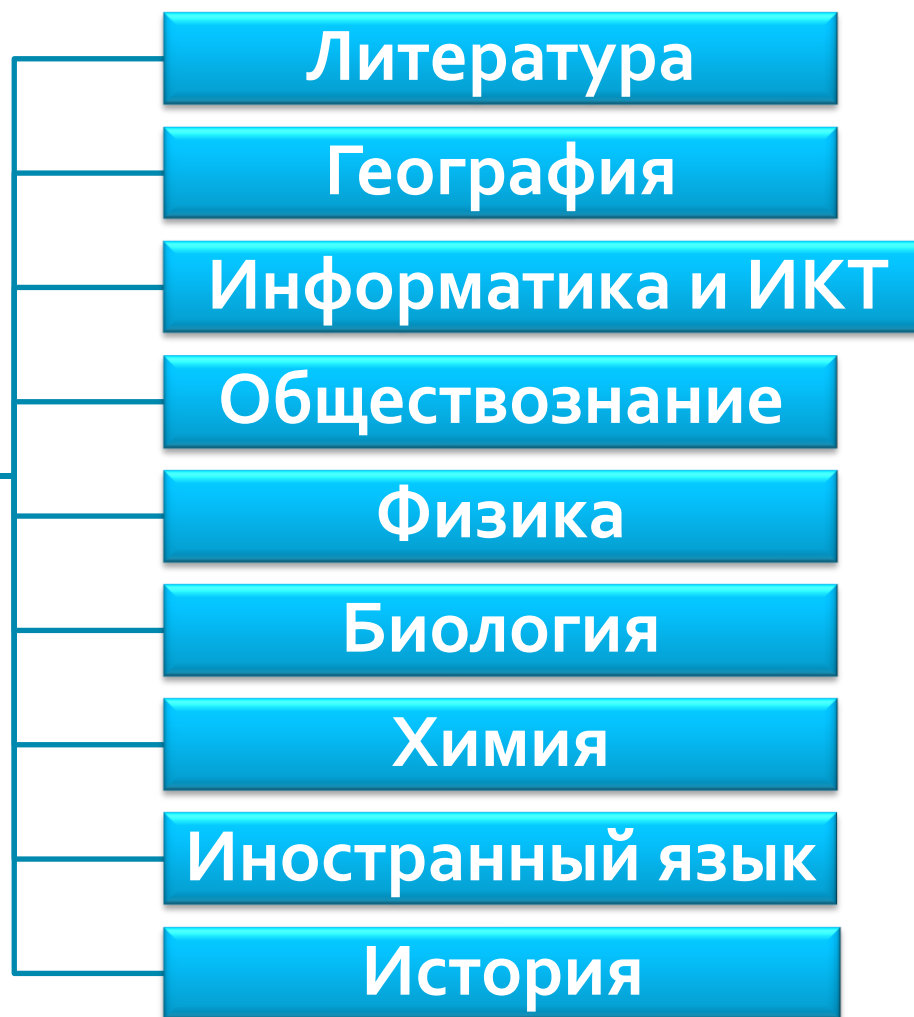 Литература
География
Информатика и ИКТ
Обществознание
Физика
Биология
Химия
Иностранный язык
История